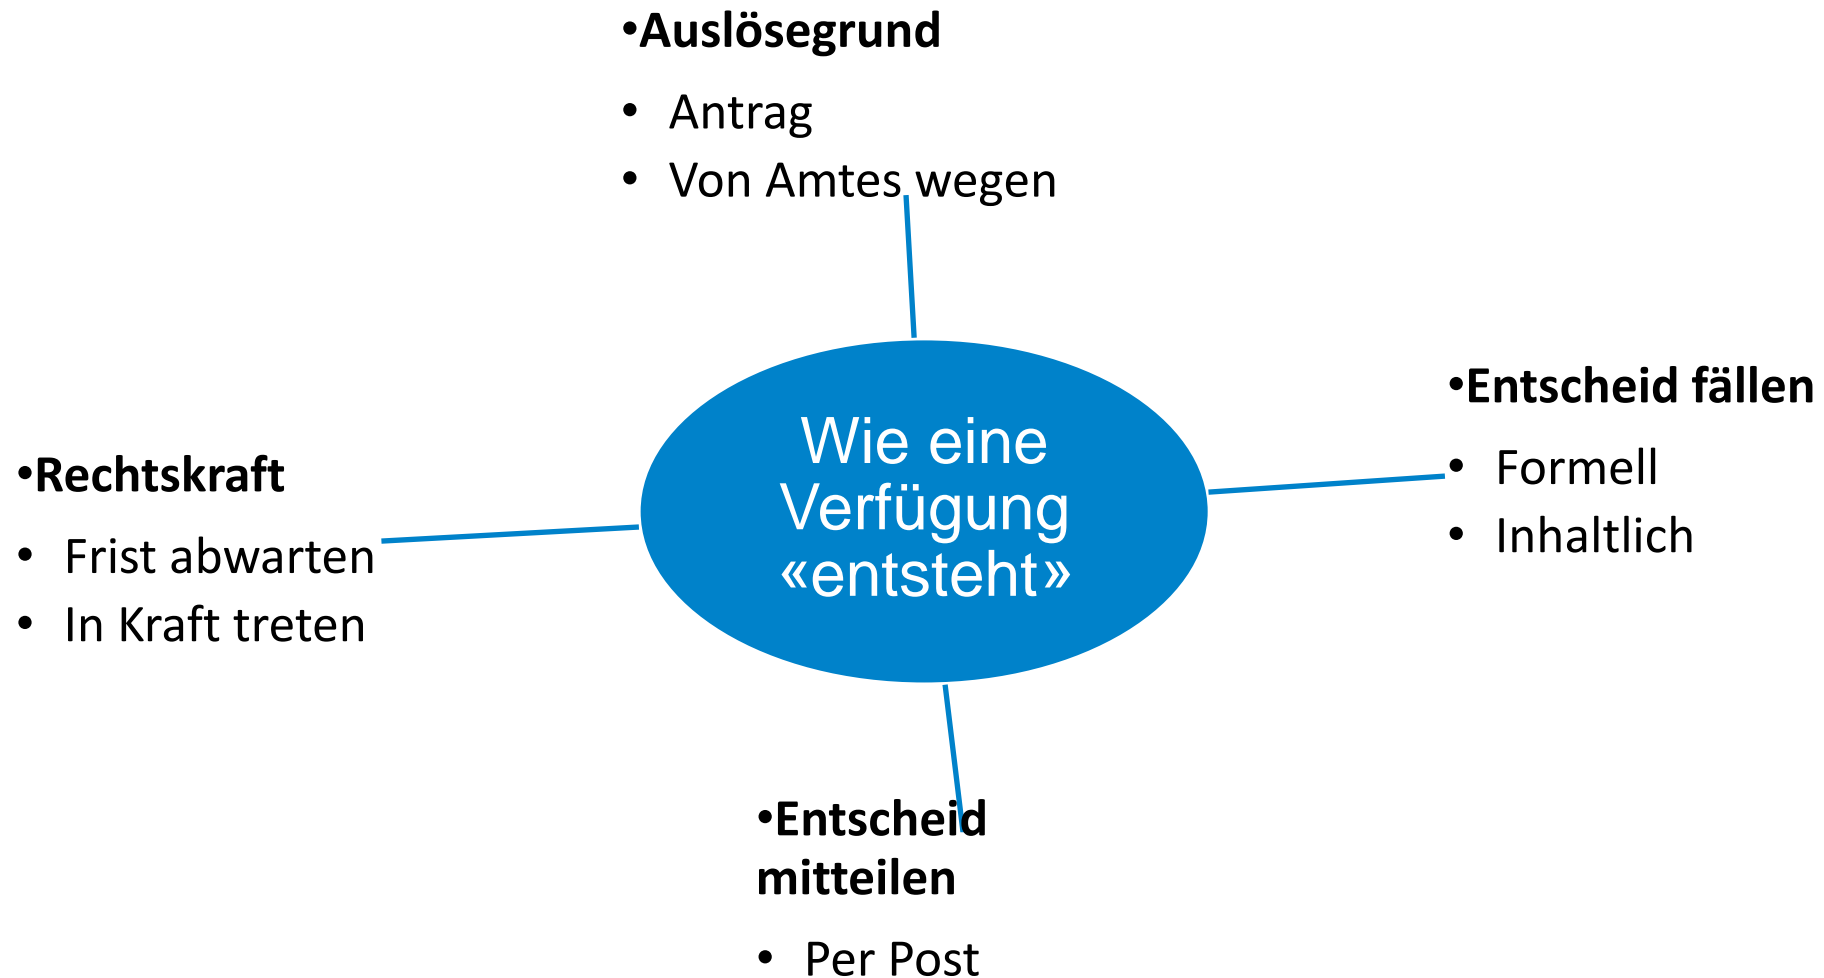 •Auslösegrund
• Antrag
• Von Amtes wegen
•Entscheid fällen
• Formell
• Inhaltlich
Wie eine
Verfügung
«entsteht»
•Rechtskraft
• Frist abwarten
• In Kraft treten
•Entscheid
mitteilen
• Per Post